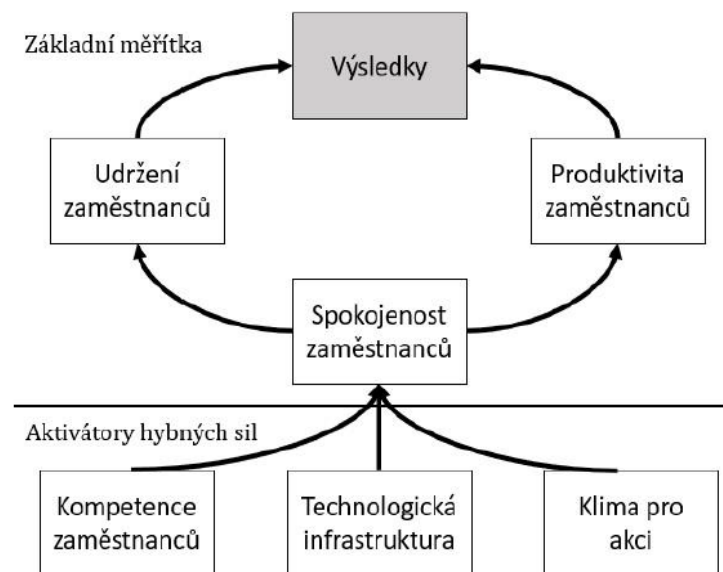 Základní měřítka
Výsledky
Udržení
zaměstnanců
Produktivita
zaměstnanců
Spokojenost
zaměstnanců
Aktivátory hybných sil
Kompetence
zaměstnanců
Technologická
infrastruktura
Klima pro
akci